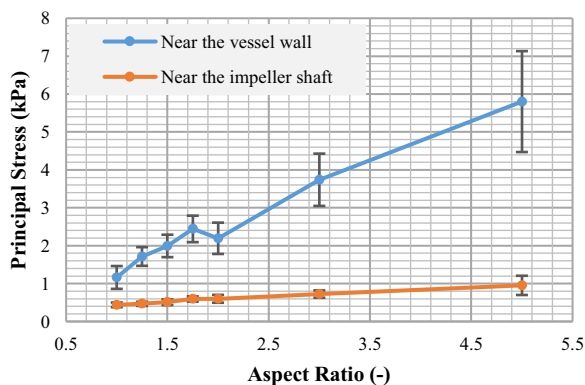 8
7
6
5
4
3
2
1
0
Principal Stress (kPa)
Near the vessel wall
Near the impeller shaft
0.5 1.5 2.5 3.5 4.5 5.5
Aspect Ratio (-)